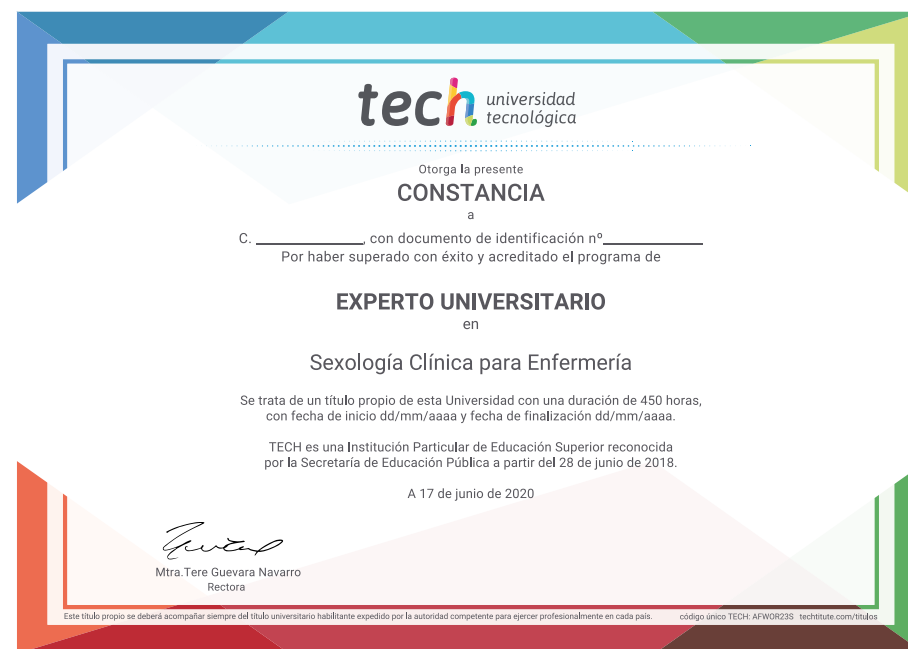 tech universidad
tecnológica
Otorga la presente
CONSTANCIA
a
C. ____________, con documento de identificación nº____________
Por haber superado con éxito y acreditado el programa de
EXPERTO UNIVERSITARIO
en
Sexología Clínica para Enfermería
Se trata de un título propio de esta Universidad con una duración de 450 horas,
con fecha de inicio dd/mm/aaaa y fecha de finalización dd/mm/aaaa.
TECH es una Institución Particular de Educación Superior reconocida
por la Secretaría de Educación Pública a partir del 28 de junio de 2018.
A 17 de junio de 2020
Mtra.Tere Guevara Navarro
Rectora
Este título propio se deberá acompañar siempre del título universitario habilitante expedido por la autoridad competente para ejercer profesionalmente en cada país. código único TECH: AFWOR23S techtitute.com/titulos